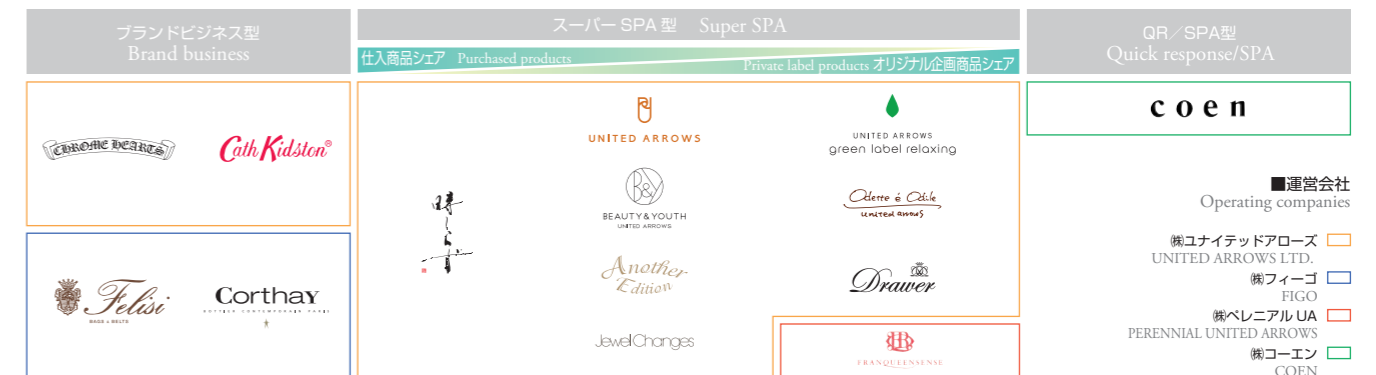 ブランドビジネス型
Brand business
スーパー SPA 型 Super SPA
仕入商品シェア Purchased products
Private label products オリジナル企画商品シェア
QR/SPA型
Quick response/SPA
CHROME HEARTS
Cath Kidston®
Felisi
BAGS & BELTS
Corthay
BOTTIER CONTEMPORAIN PARIS
UNITED ARROWS
B&Y
BEAUTY & YOUTH
UNITED ARROWS
Another
Edition
Jewel Changes
UNITED ARROWS
green label relaxing
Odette é Odile
united arrows
Drawer
FRANQUEENSENSE
coen
■運営会社
Operating companies
㈱ユナイテッドアローズ
UNITED ARROWS LTD.
㈱フィーゴ
FIGO
㈱ペレニアル UA
PERENNIAL UNITED ARROWS
㈱コーエン
COEN